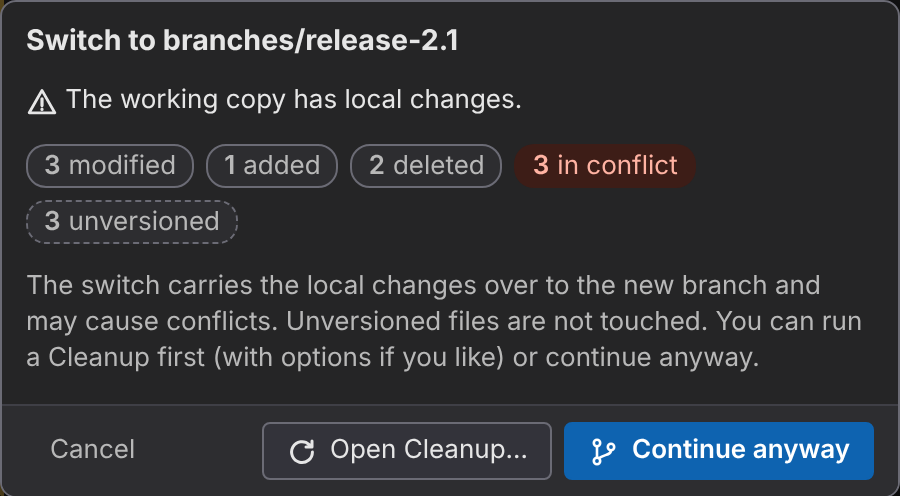 Switch to branches/release-2.1
The working copy has local changes.
3 modified 1 added 2 deleted 3 in conflict
3 unversioned
The switch carries the local changes over to the new branch and
may cause conflicts. Unversioned files are not touched. You can run
a Cleanup first (with options if you like) or continue anyway.
Cancel Open Cleanup... Continue anyway